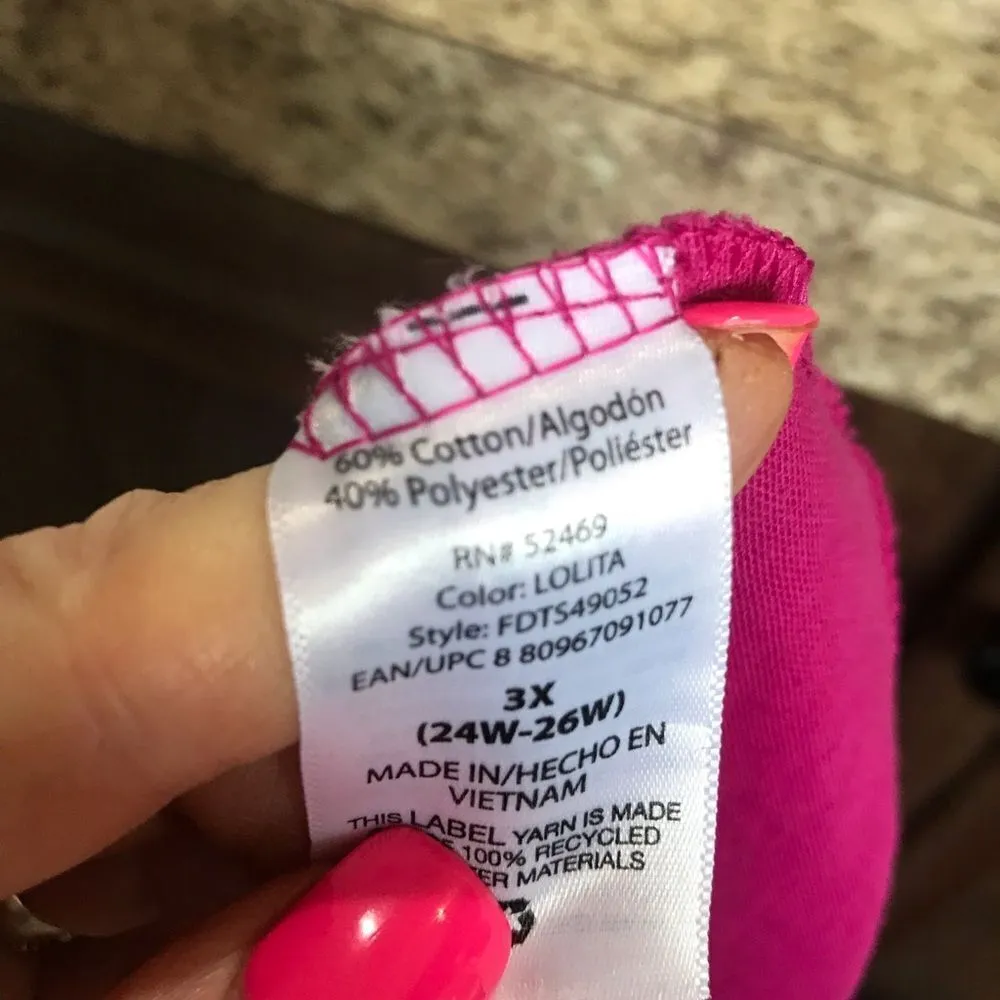 60% Cotton/Algodón
40% Polyester/Poliéster
RN# 52469
Color: LOLITA
Style: FDTS49052
EAN/UPC 8 80967091077
3X
(24W-26W)
MADE IN/HECHO EN
VIETNAM
THIS LABEL YARN IS MADE
100% RECYCLED
MATERIALS